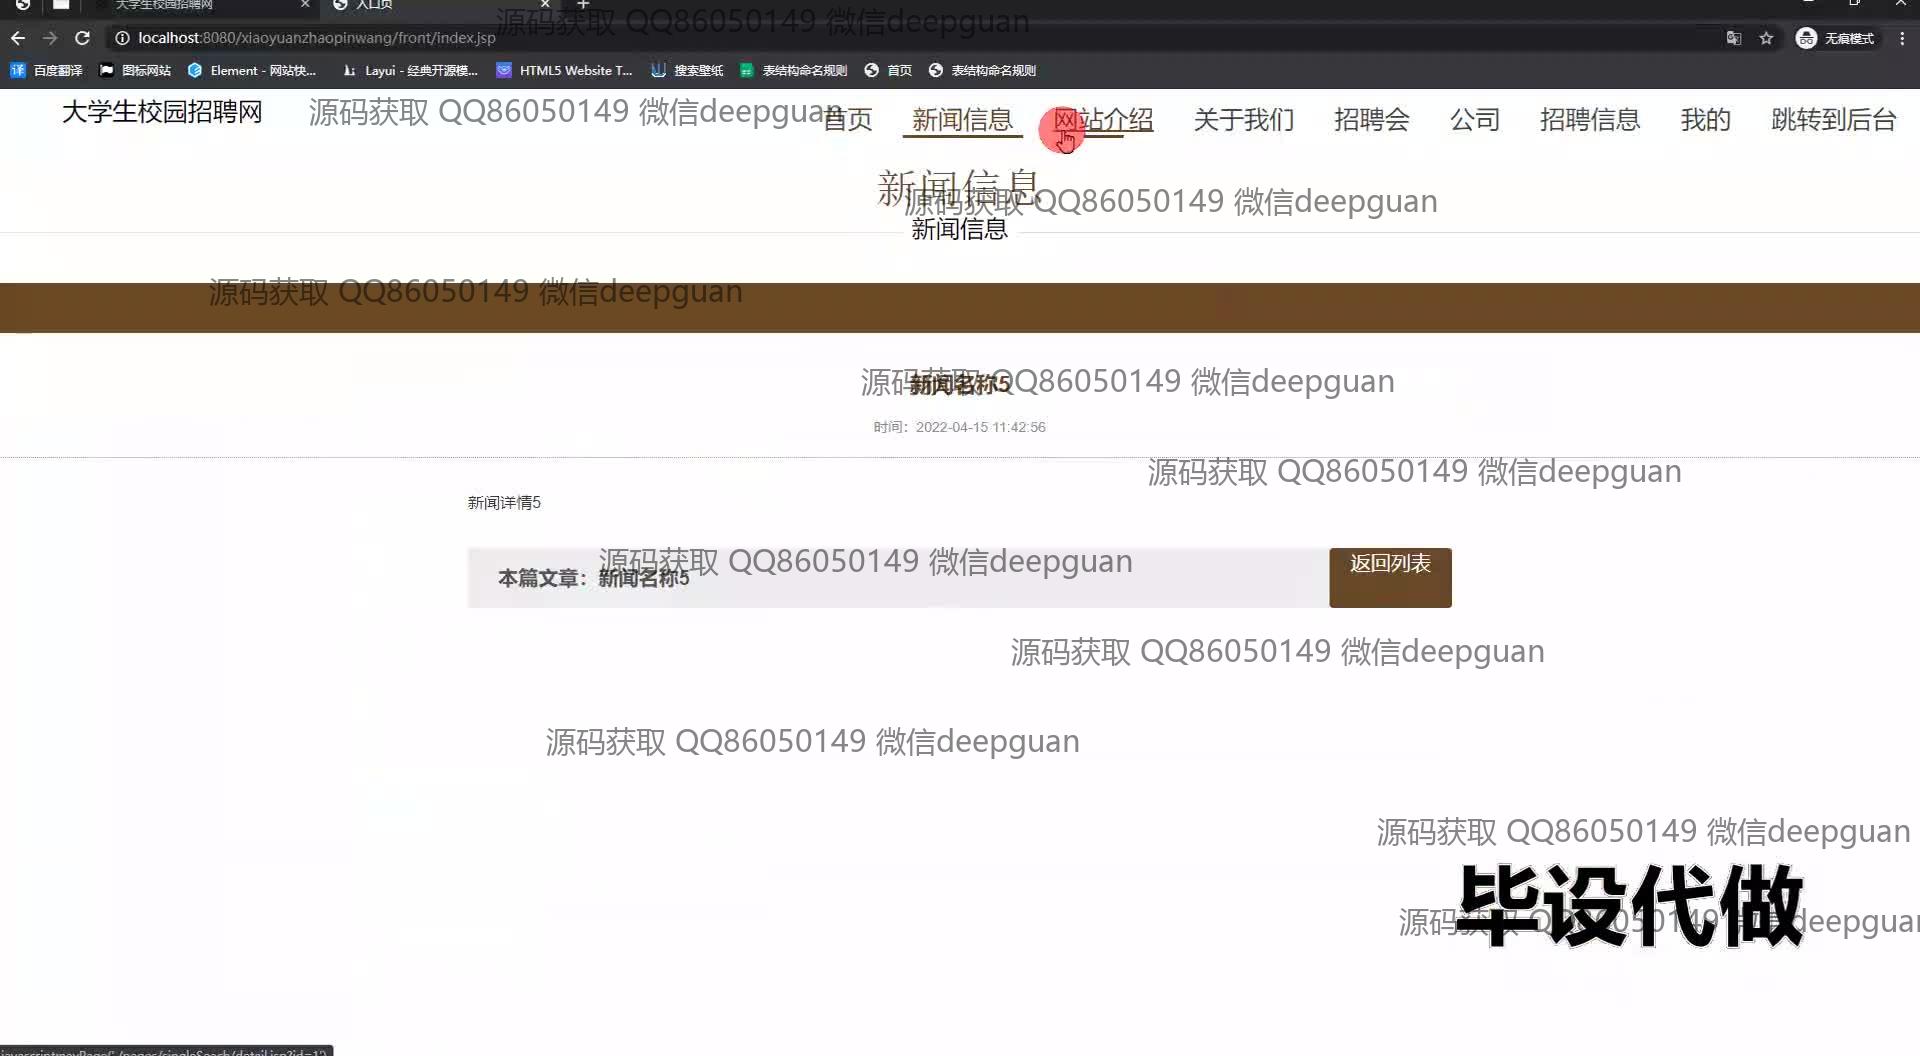 大学生校园招聘网
入口页
源码获取 QQ86050149 微信deepguan
localhost:8080/xiaoyuanzhaopinwang/front/index.jsp
无痕模式
百度翻译 图标网站 Element - 网站快... Layui - 经典开源模... HTML5 Website T... 搜索壁纸 表结构命名规则 首页 表结构命名规则
大学生校园招聘网
源码获取 QQ86050149 微信deepguan
首页 新闻信息 网站介绍 关于我们 招聘会 公司 招聘信息 我的 跳转到后台
新闻信息
源码获取 QQ86050149 微信deepguan
新闻信息
源码获取 QQ86050149 微信deepguan
新闻名称5
源码获取 QQ86050149 微信deepguan
时间：2022-04-15 11:42:56
源码获取 QQ86050149 微信deepguan
新闻详情5
源码获取 QQ86050149 微信deepguan
本篇文章：新闻名称5
返回列表
源码获取 QQ86050149 微信deepguan
源码获取 QQ86050149 微信deepguan
源码获取 QQ86050149 微信deepguan
毕设代做
源码获取 QQ86050149 微信deepguan